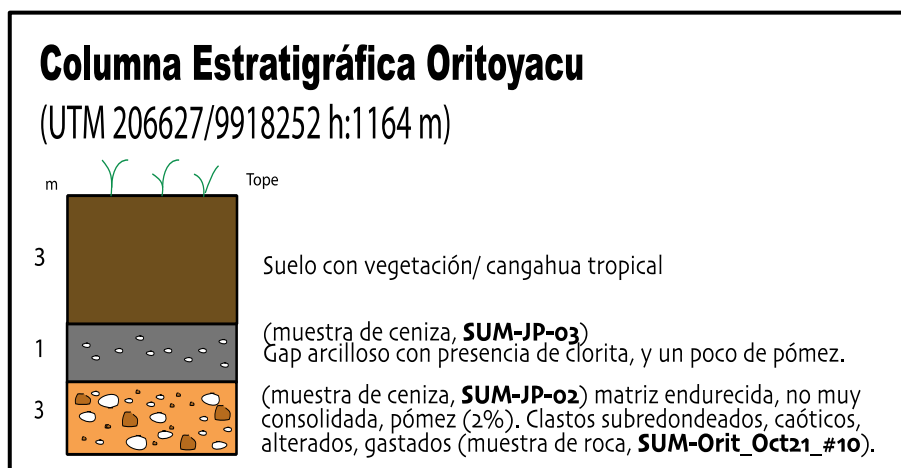 Columna Estratigráfica Oritoyacu
(UTM 206627/9918252 h:1164 m)
m
Tope
3
Suelo con vegetación/ cangahua tropical
(muestra de ceniza, SUM-JP-03)
1
Gap arcilloso con presencia de clorita, y un poco de pómez.
3
(muestra de ceniza, SUM-JP-02) matriz endurecida, no muy
consolidada, pómez (2%). Clastos subredondeados, caóticos,
alterados, gastados (muestra de roca, SUM-Orit_Oct21_#10).